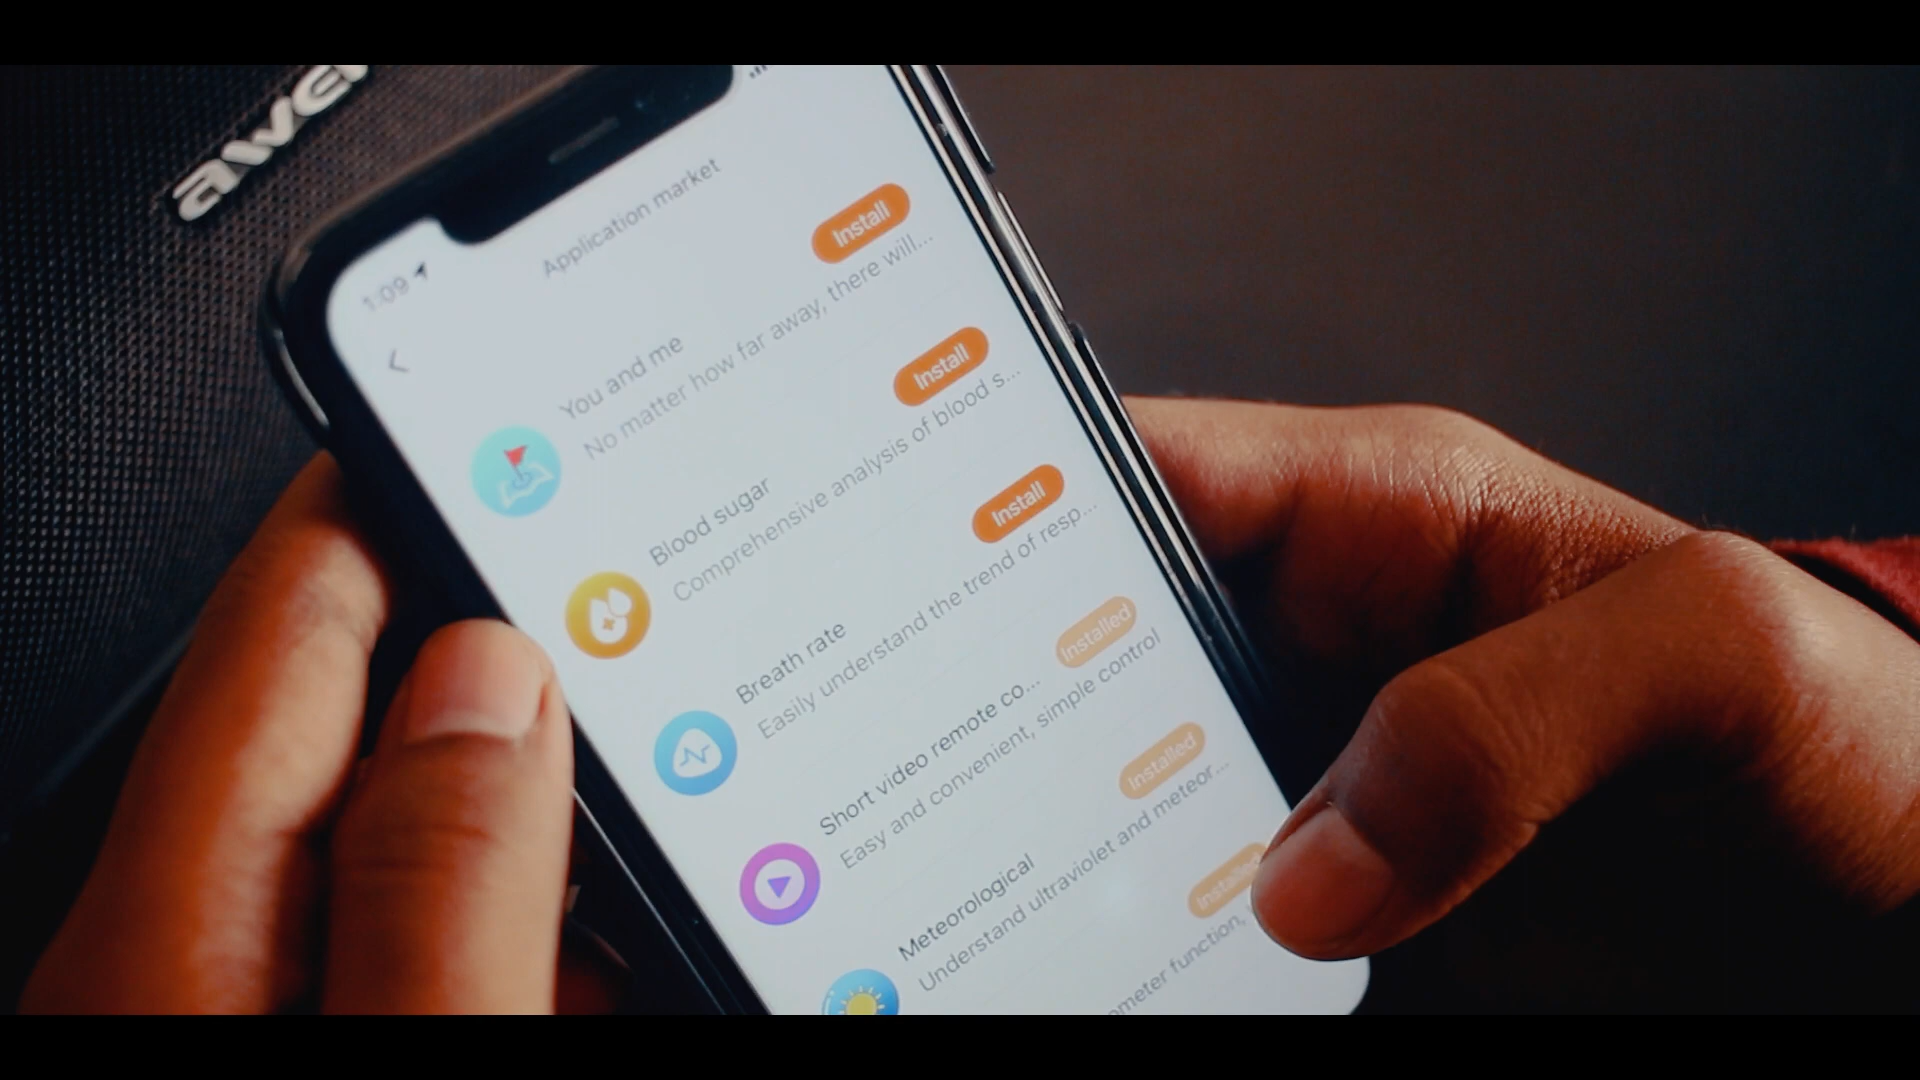 awei
1:09
Application market
You and me
Install
No matter how far away, there will...
Blood sugar
Install
Comprehensive analysis of blood s...
Breath rate
Install
Easily understand the trend of resp...
Short video remote co...
Installed
Easy and convenient, simple control
Meteorological
Installed
Understand ultraviolet and meteor...
Installed
function,